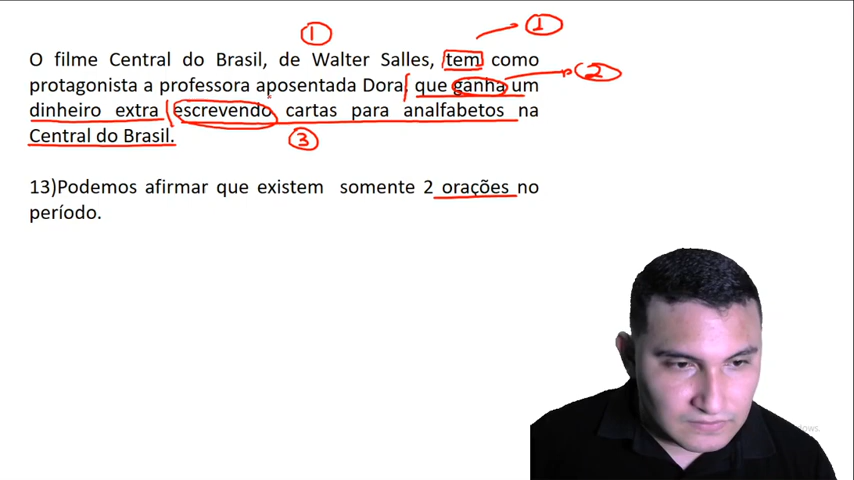 1 1
O filme Central do Brasil, de Walter Salles, tem como
protagonista a professora aposentada Dora, que ganha um 2
dinheiro extra escrevendo cartas para analfabetos na
Central do Brasil. 3
13)Podemos afirmar que existem somente 2 orações no
período.